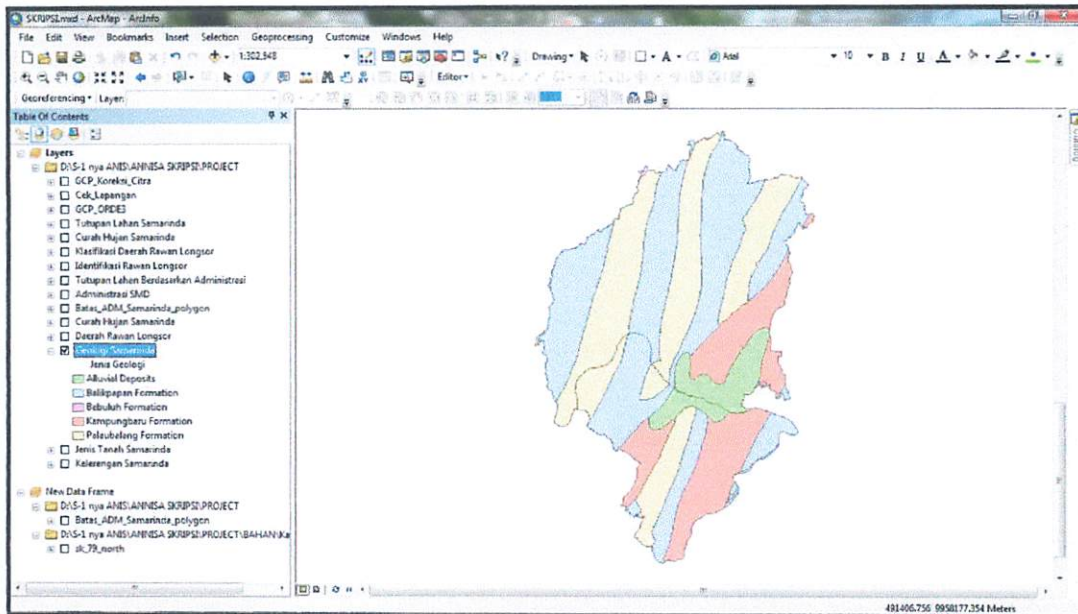 SKRIPSI.mxd - ArcMap - ArcInfo
File Edit View Bookmarks Insert Selection Geoprocessing Customize Windows Help
1:302,548 Drawing A Arial 10 B I U A
Editor
Georeferencing Layer:
Table Of Contents
Layers
D:\S-1 nya ANIS\ANNISA SKRIPSI\PROJECT
GCP_Koreksi_Citra
Cek_Lapangan
GCP_ORDE3
Tutupan Lahan Samarinda
Curah Hujan Samarinda
Klasifikasi Daerah Rawan Longsor
Identifikasi Rawan Longsor
Tutupan Lahan Berdasarkan Administrasi
Administrasi SMD
Batas_ADM_Samarinda_polygon
Curah Hujan Samarinda
Daerah Rawan Longsor
Geologi Samarinda
Jenis Geologi
Alluvial Deposits
Balikpapan Formation
Bebuluh Formation
Kampungbaru Formation
Pulaubalang Formation
Jenis Tanah Samarinda
Kelerengan Samarinda
New Data Frame
D:\S-1 nya ANIS\ANNISA SKRIPSI\PROJECT
Batas_ADM_Samarinda_polygon
D:\S-1 nya ANIS\ANNISA SKRIPSI\PROJECT\BAHAN\Ka
sk_79_north
491406.756 9958177.354 Meters